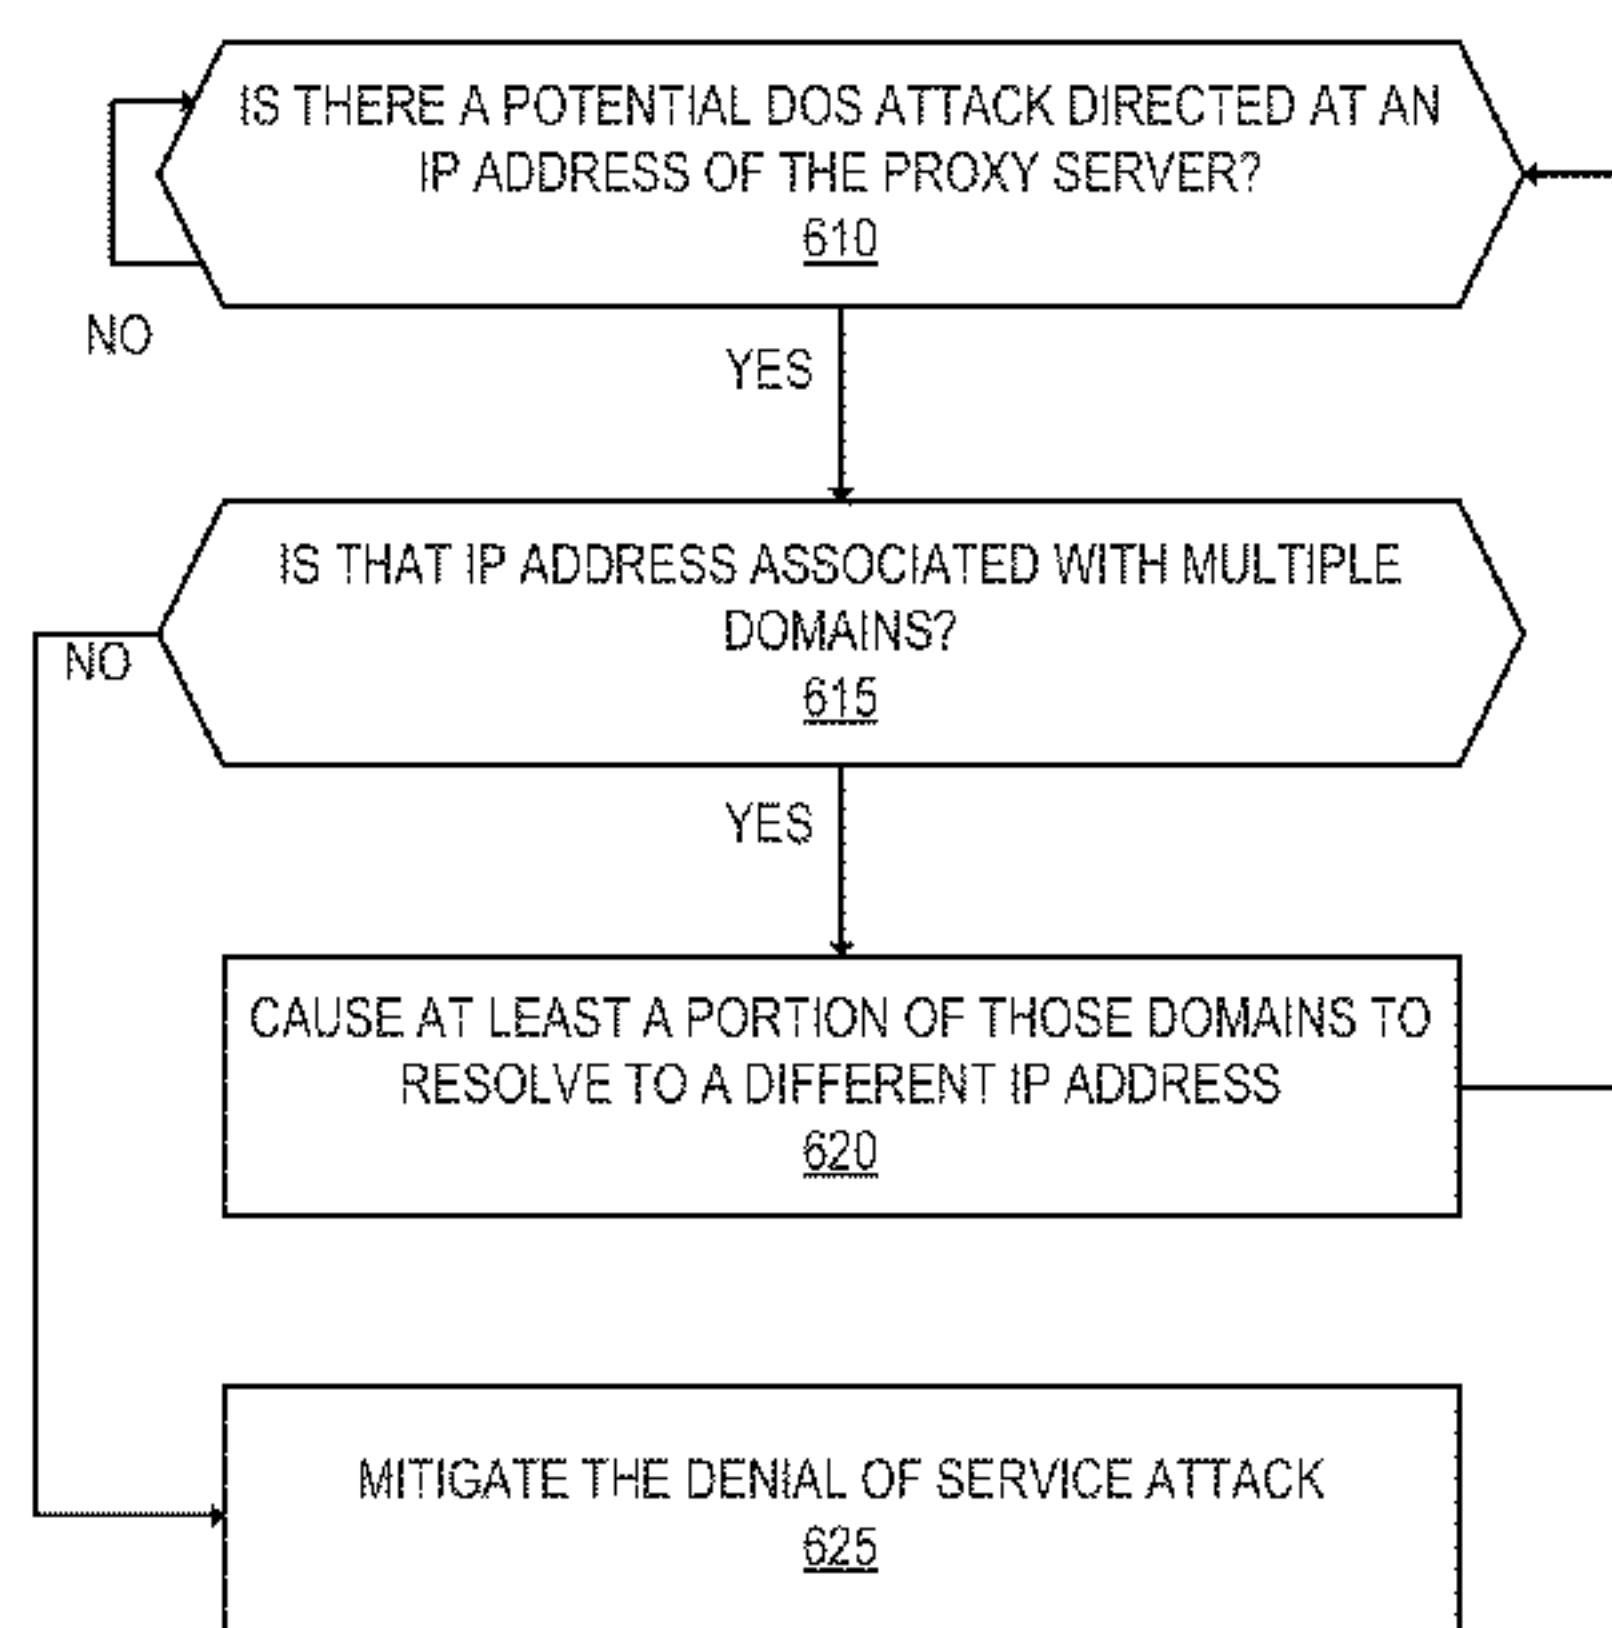 IS THERE A POTENTIAL DOS ATTACK DIRECTED AT AN
IP ADDRESS OF THE PROXY SERVER?
610
NO
YES
IS THAT IP ADDRESS ASSOCIATED WITH MULTIPLE
DOMAINS?
615
NO
YES
CAUSE AT LEAST A PORTION OF THOSE DOMAINS TO
RESOLVE TO A DIFFERENT IP ADDRESS
620
MITIGATE THE DENIAL OF SERVICE ATTACK
625